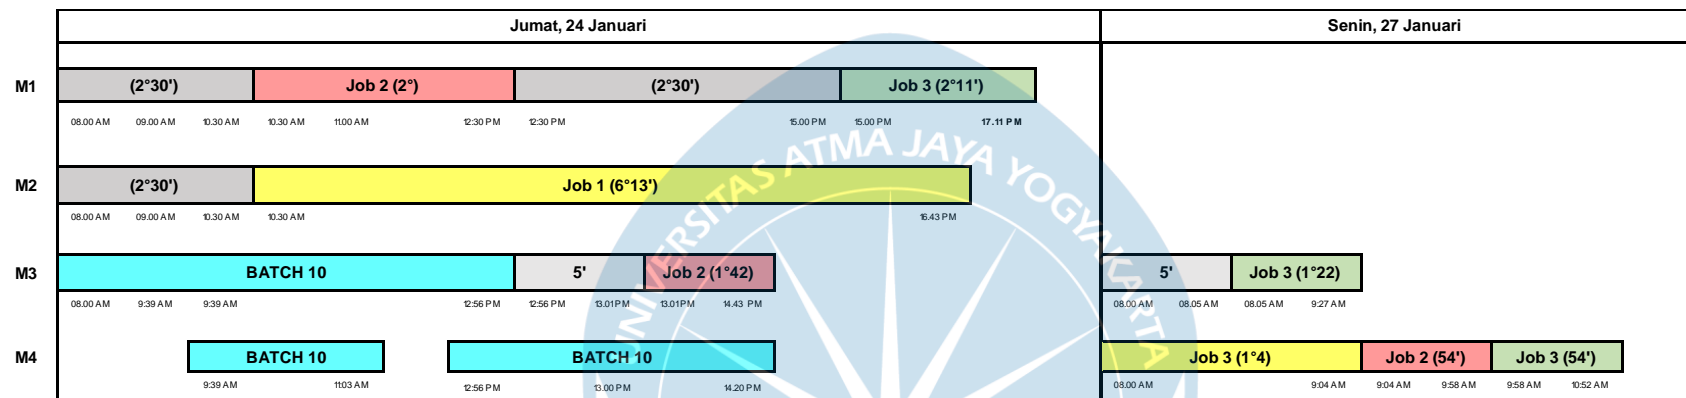 Jumat, 24 Januari Senin, 27 Januari
M1 (2°30') Job 2 (2°) (2°30') Job 3 (2°11')
08.00 AM 09.00 AM 10.30 AM 10.30 AM 11.00 AM 12:30 PM 12:30 PM 15.00 PM 15.00 PM 17.11 PM
M2 (2°30') Job 1 (6°13')
08.00 AM 09.00 AM 10.30 AM 10.30 AM 16.43 PM
M3 BATCH 10 5' Job 2 (1°42) 5' Job 3 (1°22)
08.00 AM 9:39 AM 9:39 AM 12:56 PM 12:56 PM 13.01PM 13.01PM 14.43 PM 08.00 AM 08.05 AM 08.05 AM 9:27 AM
M4 BATCH 10 BATCH 10 Job 3 (1°4) Job 2 (54') Job 3 (54')
9:39 AM 11:03 AM 12:56 PM 13.00 PM 14.20 PM 08.00 AM 9:04 AM 9:04 AM 9:58 AM 9:58 AM 10:52 AM
UNIVERSITAS ATMA JAYA YOGYAKARTA